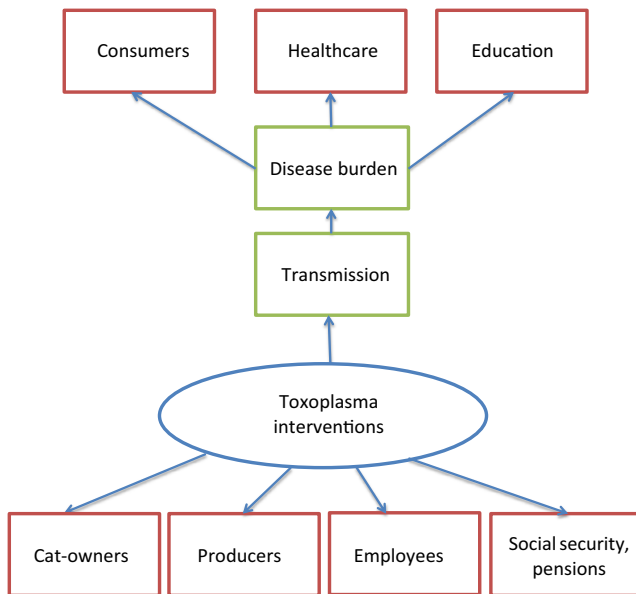 Consumers
Healthcare
Education
Disease burden
Transmission
Toxoplasma
interventions
Cat-owners
Producers
Employees
Social security,
pensions